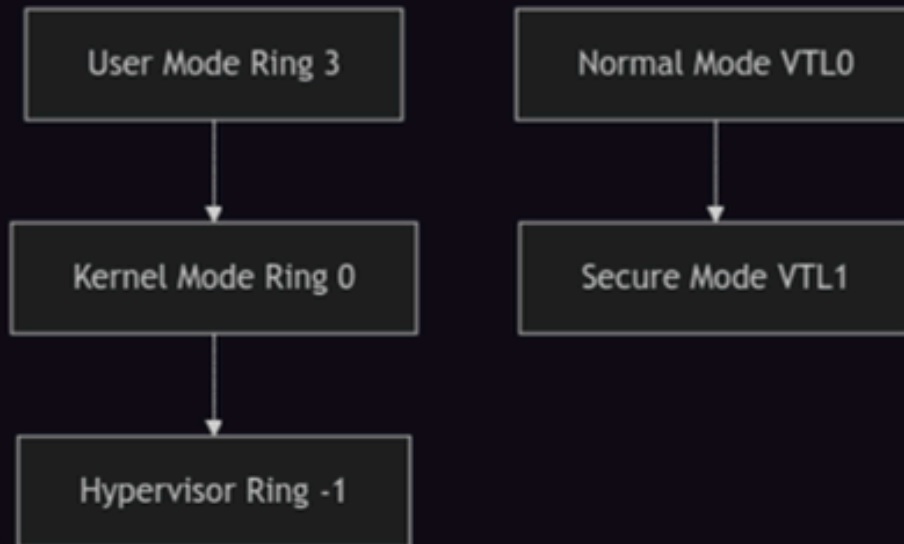 User Mode Ring 3
Normal Mode VTL0
Kernel Mode Ring 0
Secure Mode VTL1
Hypervisor Ring -1